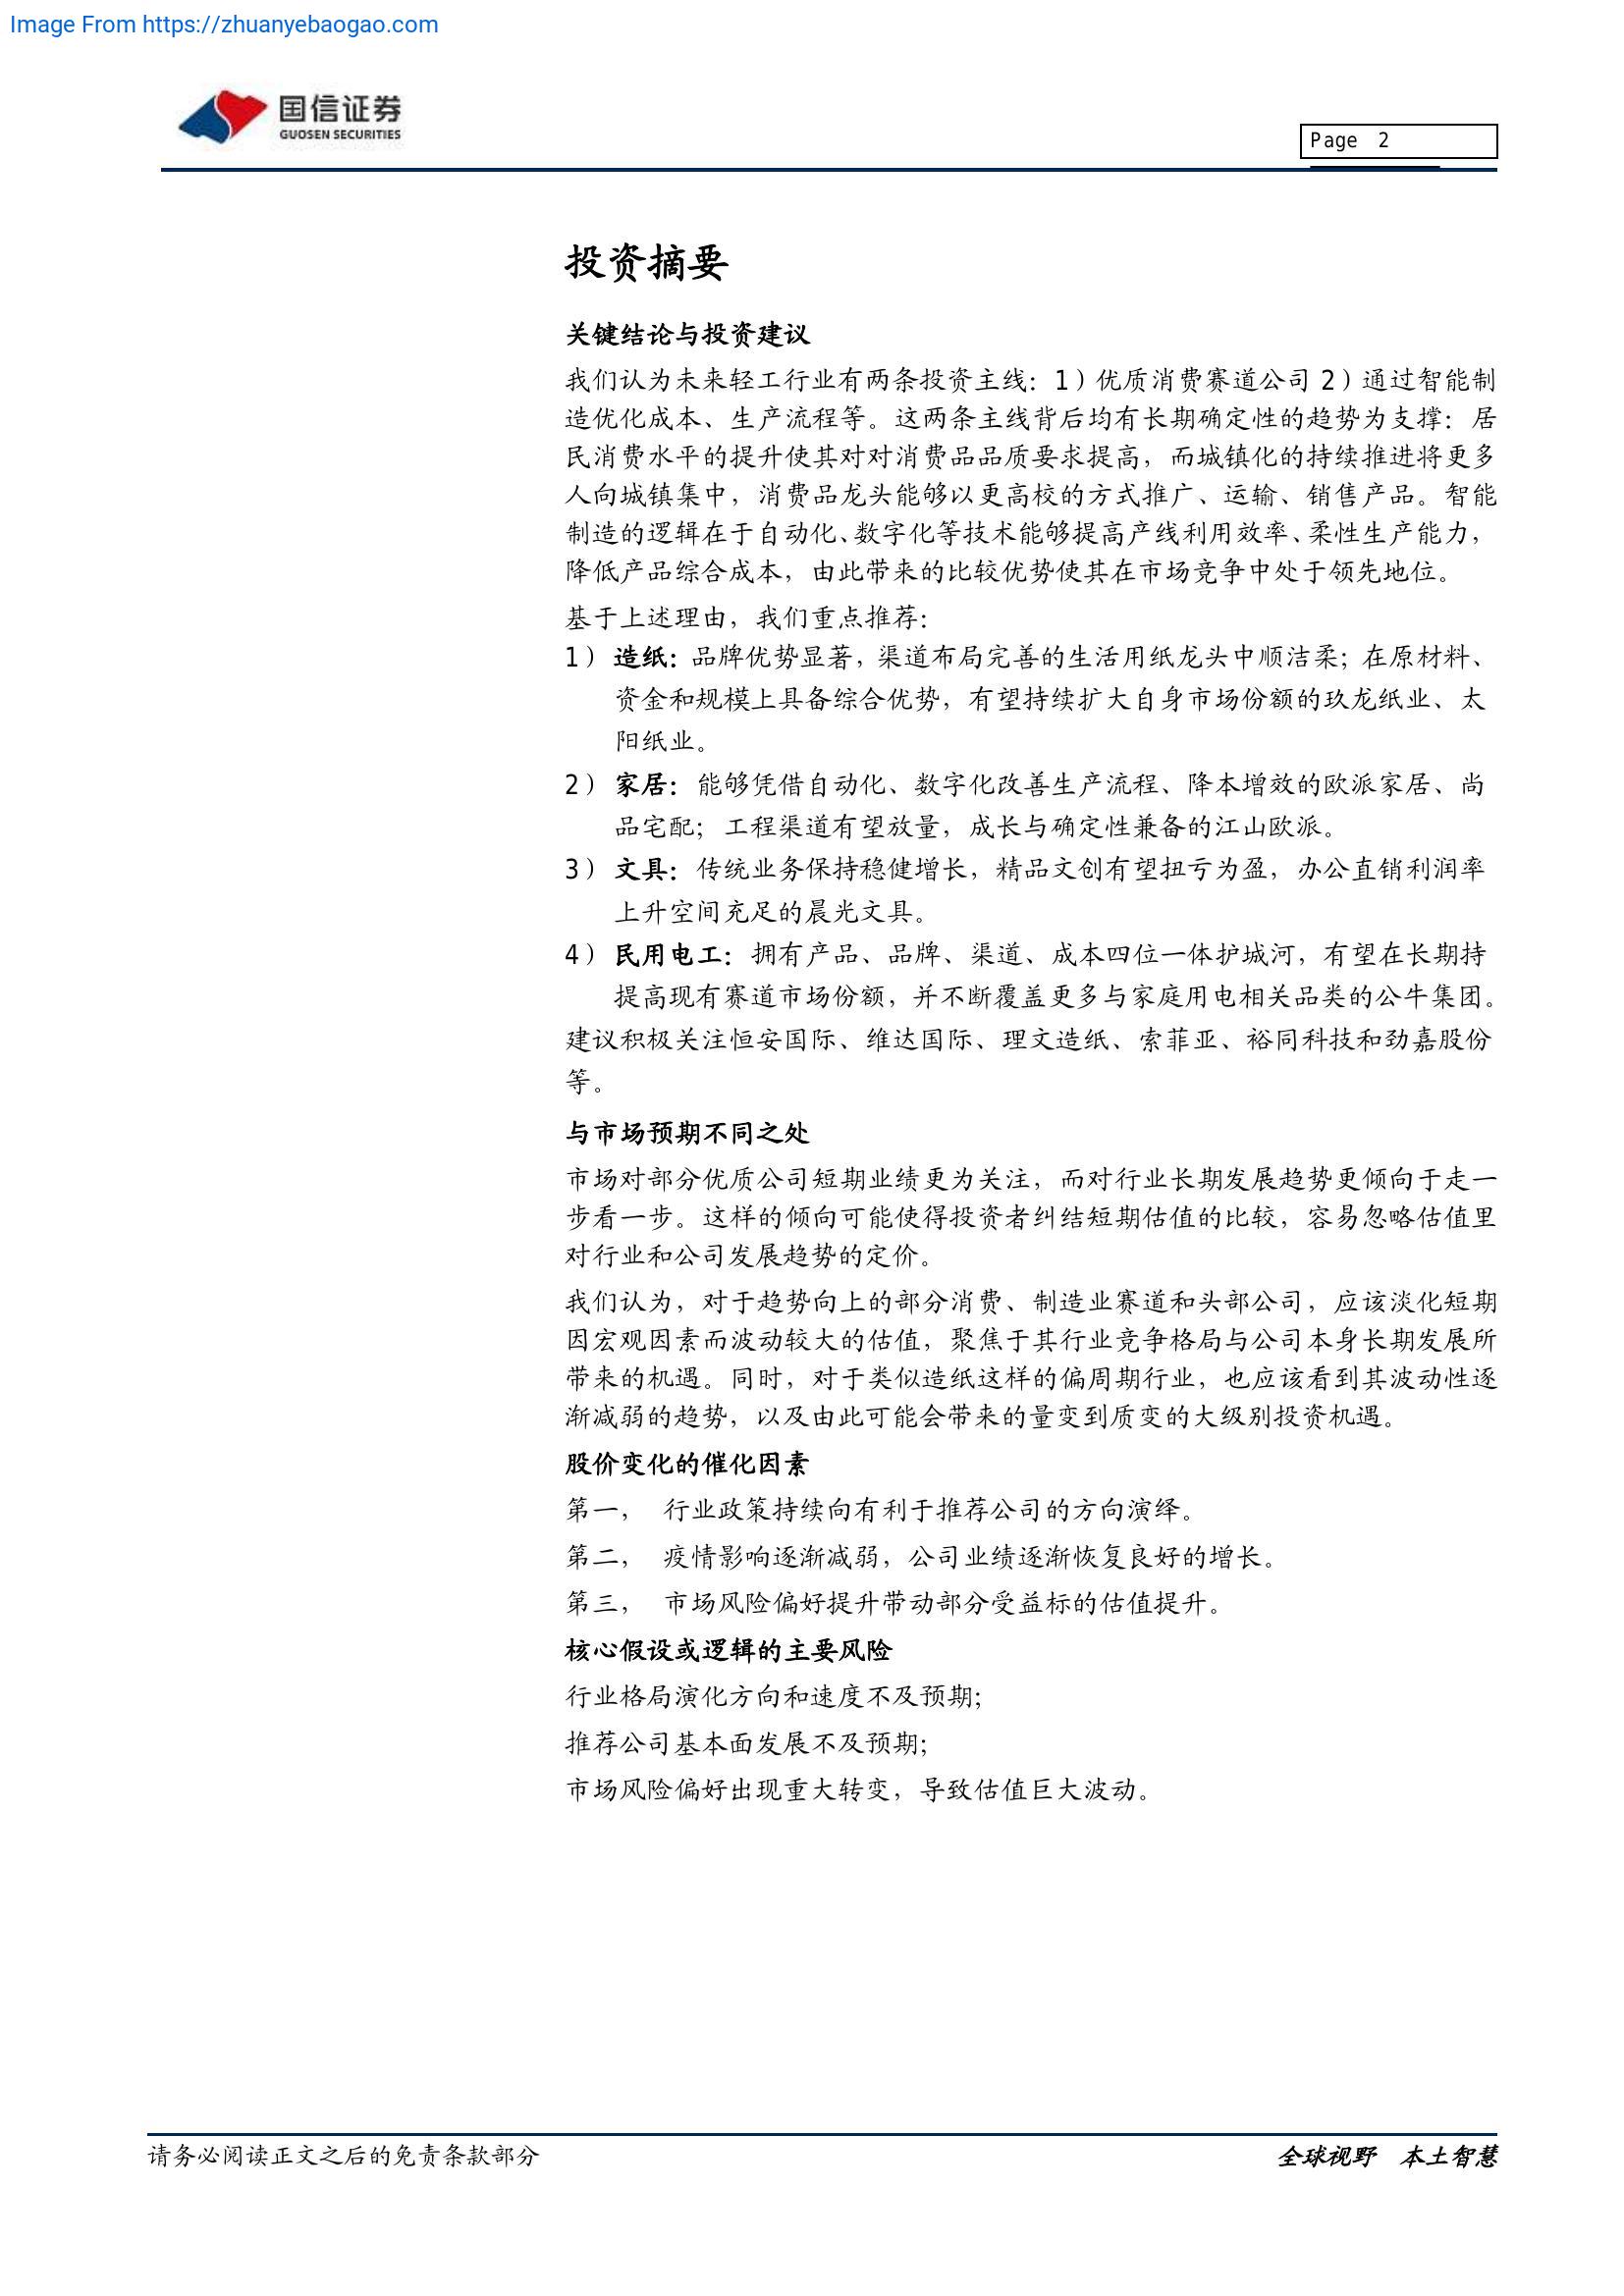 Image From https://zhuanyebaogao.com
国信证券
GUOSEN SECURITIES
Page 2
投资摘要
关键结论与投资建议
我们认为未来轻工行业有两条投资主线：1）优质消费赛道公司 2）通过智能制
造优化成本、生产流程等。这两条主线背后均有长期确定性的趋势为支撑：居
民消费水平的提升使其对对消费品品质要求提高，而城镇化的持续推进将更多
人向城镇集中，消费品龙头能够以更高校的方式推广、运输、销售产品。智能
制造的逻辑在于自动化、数字化等技术能够提高产线利用效率、柔性生产能力，
降低产品综合成本，由此带来的比较优势使其在市场竞争中处于领先地位。
基于上述理由，我们重点推荐：
1） 造纸：品牌优势显著，渠道布局完善的生活用纸龙头中顺洁柔；在原材料、
资金和规模上具备综合优势，有望持续扩大自身市场份额的玖龙纸业、太
阳纸业。
2） 家居：能够凭借自动化、数字化改善生产流程、降本增效的欧派家居、尚
品宅配；工程渠道有望放量，成长与确定性兼备的江山欧派。
3） 文具：传统业务保持稳健增长，精品文创有望扭亏为盈，办公直销利润率
上升空间充足的晨光文具。
4） 民用电工：拥有产品、品牌、渠道、成本四位一体护城河，有望在长期持
提高现有赛道市场份额，并不断覆盖更多与家庭用电相关品类的公牛集团。
建议积极关注恒安国际、维达国际、理文造纸、索菲亚、裕同科技和劲嘉股份
等。
与市场预期不同之处
市场对部分优质公司短期业绩更为关注，而对行业长期发展趋势更倾向于走一
步看一步。这样的倾向可能使得投资者纠结短期估值的比较，容易忽略估值里
对行业和公司发展趋势的定价。
我们认为，对于趋势向上的部分消费、制造业赛道和头部公司，应该淡化短期
因宏观因素而波动较大的估值，聚焦于其行业竞争格局与公司本身长期发展所
带来的机遇。同时，对于类似造纸这样的偏周期行业，也应该看到其波动性逐
渐减弱的趋势，以及由此可能会带来的量变到质变的大级别投资机遇。
股价变化的催化因素
第一， 行业政策持续向有利于推荐公司的方向演绎。
第二， 疫情影响逐渐减弱，公司业绩逐渐恢复良好的增长。
第三， 市场风险偏好提升带动部分受益标的估值提升。
核心假设或逻辑的主要风险
行业格局演化方向和速度不及预期；
推荐公司基本面发展不及预期；
市场风险偏好出现重大转变，导致估值巨大波动。
请务必阅读正文之后的免责条款部分
全球视野 本土智慧